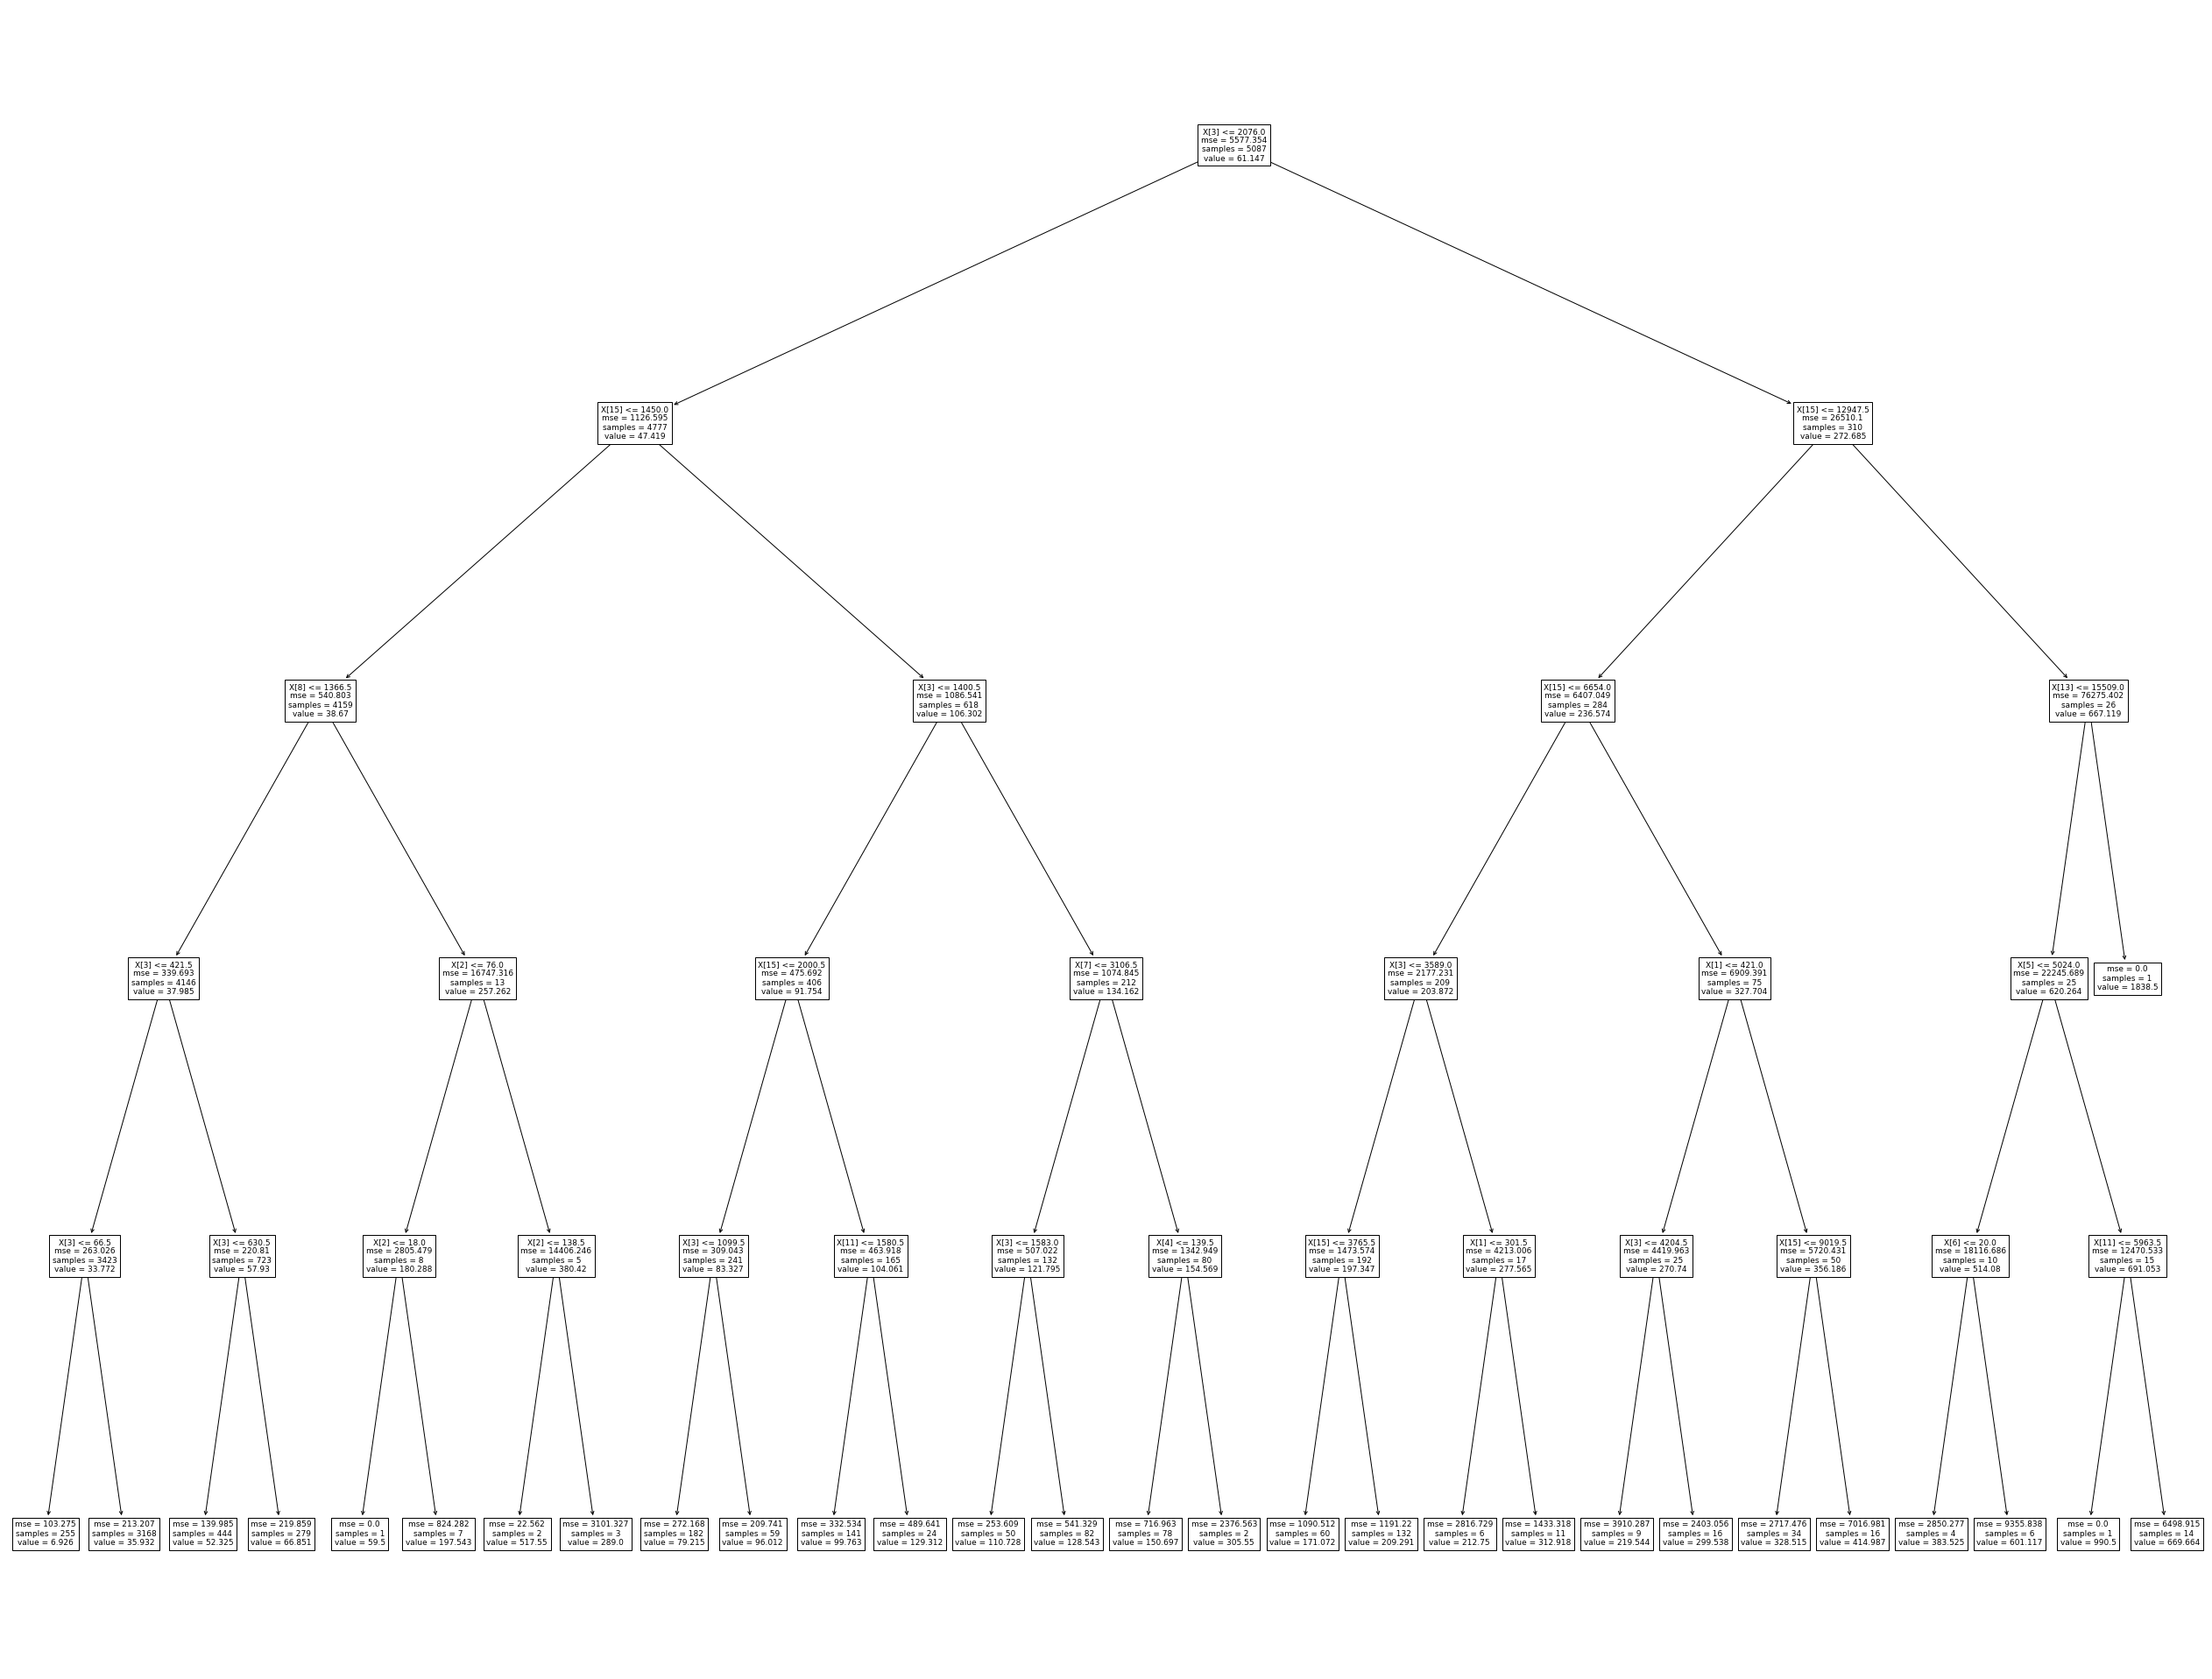 X[3] <= 2076.0
mse = 5577.354
samples = 5087
value = 61.147
X[15] <= 1450.0
mse = 1126.595
samples = 4777
value = 47.419
X[15] <= 12947.5
mse = 26510.1
samples = 310
value = 272.685
X[8] <= 1366.5
mse = 540.803
samples = 4159
value = 38.67
X[3] <= 1400.5
mse = 1086.541
samples = 618
value = 106.302
X[15] <= 6654.0
mse = 6407.049
samples = 284
value = 236.574
X[13] <= 15509.0
mse = 76275.402
samples = 26
value = 667.119
X[3] <= 421.5
mse = 339.693
samples = 4146
value = 37.985
X[2] <= 76.0
mse = 16747.316
samples = 13
value = 257.262
X[15] <= 2000.5
mse = 475.692
samples = 406
value = 91.754
X[7] <= 3106.5
mse = 1074.845
samples = 212
value = 134.162
X[3] <= 3589.0
mse = 2177.231
samples = 209
value = 203.872
X[1] <= 421.0
mse = 6909.391
samples = 75
value = 327.704
X[5] <= 5024.0
mse = 22245.689
samples = 25
value = 620.264
mse = 0.0
samples = 1
value = 1838.5
X[3] <= 66.5
mse = 263.026
samples = 3423
value = 33.772
X[3] <= 630.5
mse = 220.81
samples = 723
value = 57.93
X[2] <= 18.0
mse = 2805.479
samples = 8
value = 180.288
X[2] <= 138.5
mse = 14406.246
samples = 5
value = 380.42
X[3] <= 1099.5
mse = 309.043
samples = 241
value = 83.327
X[11] <= 1580.5
mse = 463.918
samples = 165
value = 104.061
X[3] <= 1583.0
mse = 507.022
samples = 132
value = 121.795
X[4] <= 139.5
mse = 1342.949
samples = 80
value = 154.569
X[15] <= 3765.5
mse = 1473.574
samples = 192
value = 197.347
X[1] <= 301.5
mse = 4213.006
samples = 17
value = 277.565
X[3] <= 4204.5
mse = 4419.963
samples = 25
value = 270.74
X[15] <= 9019.5
mse = 5720.431
samples = 50
value = 356.186
X[6] <= 20.0
mse = 18116.686
samples = 10
value = 514.08
X[11] <= 5963.5
mse = 12470.533
samples = 15
value = 691.053
mse = 103.275
samples = 255
value = 6.926
mse = 213.207
samples = 3168
value = 35.932
mse = 139.985
samples = 444
value = 52.325
mse = 219.859
samples = 279
value = 66.851
mse = 0.0
samples = 1
value = 59.5
mse = 824.282
samples = 7
value = 197.543
mse = 22.562
samples = 2
value = 517.55
mse = 3101.327
samples = 3
value = 289.0
mse = 272.168
samples = 182
value = 79.215
mse = 209.741
samples = 59
value = 96.012
mse = 332.534
samples = 141
value = 99.763
mse = 489.641
samples = 24
value = 129.312
mse = 253.609
samples = 50
value = 110.728
mse = 541.329
samples = 82
value = 128.543
mse = 716.963
samples = 78
value = 150.697
mse = 2376.563
samples = 2
value = 305.55
mse = 1090.512
samples = 60
value = 171.072
mse = 1191.22
samples = 132
value = 209.291
mse = 2816.729
samples = 6
value = 212.75
mse = 1433.318
samples = 11
value = 312.918
mse = 3910.287
samples = 9
value = 219.544
mse = 2403.056
samples = 16
value = 299.538
mse = 2717.476
samples = 34
value = 328.515
mse = 7016.981
samples = 16
value = 414.987
mse = 2850.277
samples = 4
value = 383.525
mse = 9355.838
samples = 6
value = 601.117
mse = 0.0
samples = 1
value = 990.5
mse = 6498.915
samples = 14
value = 669.664